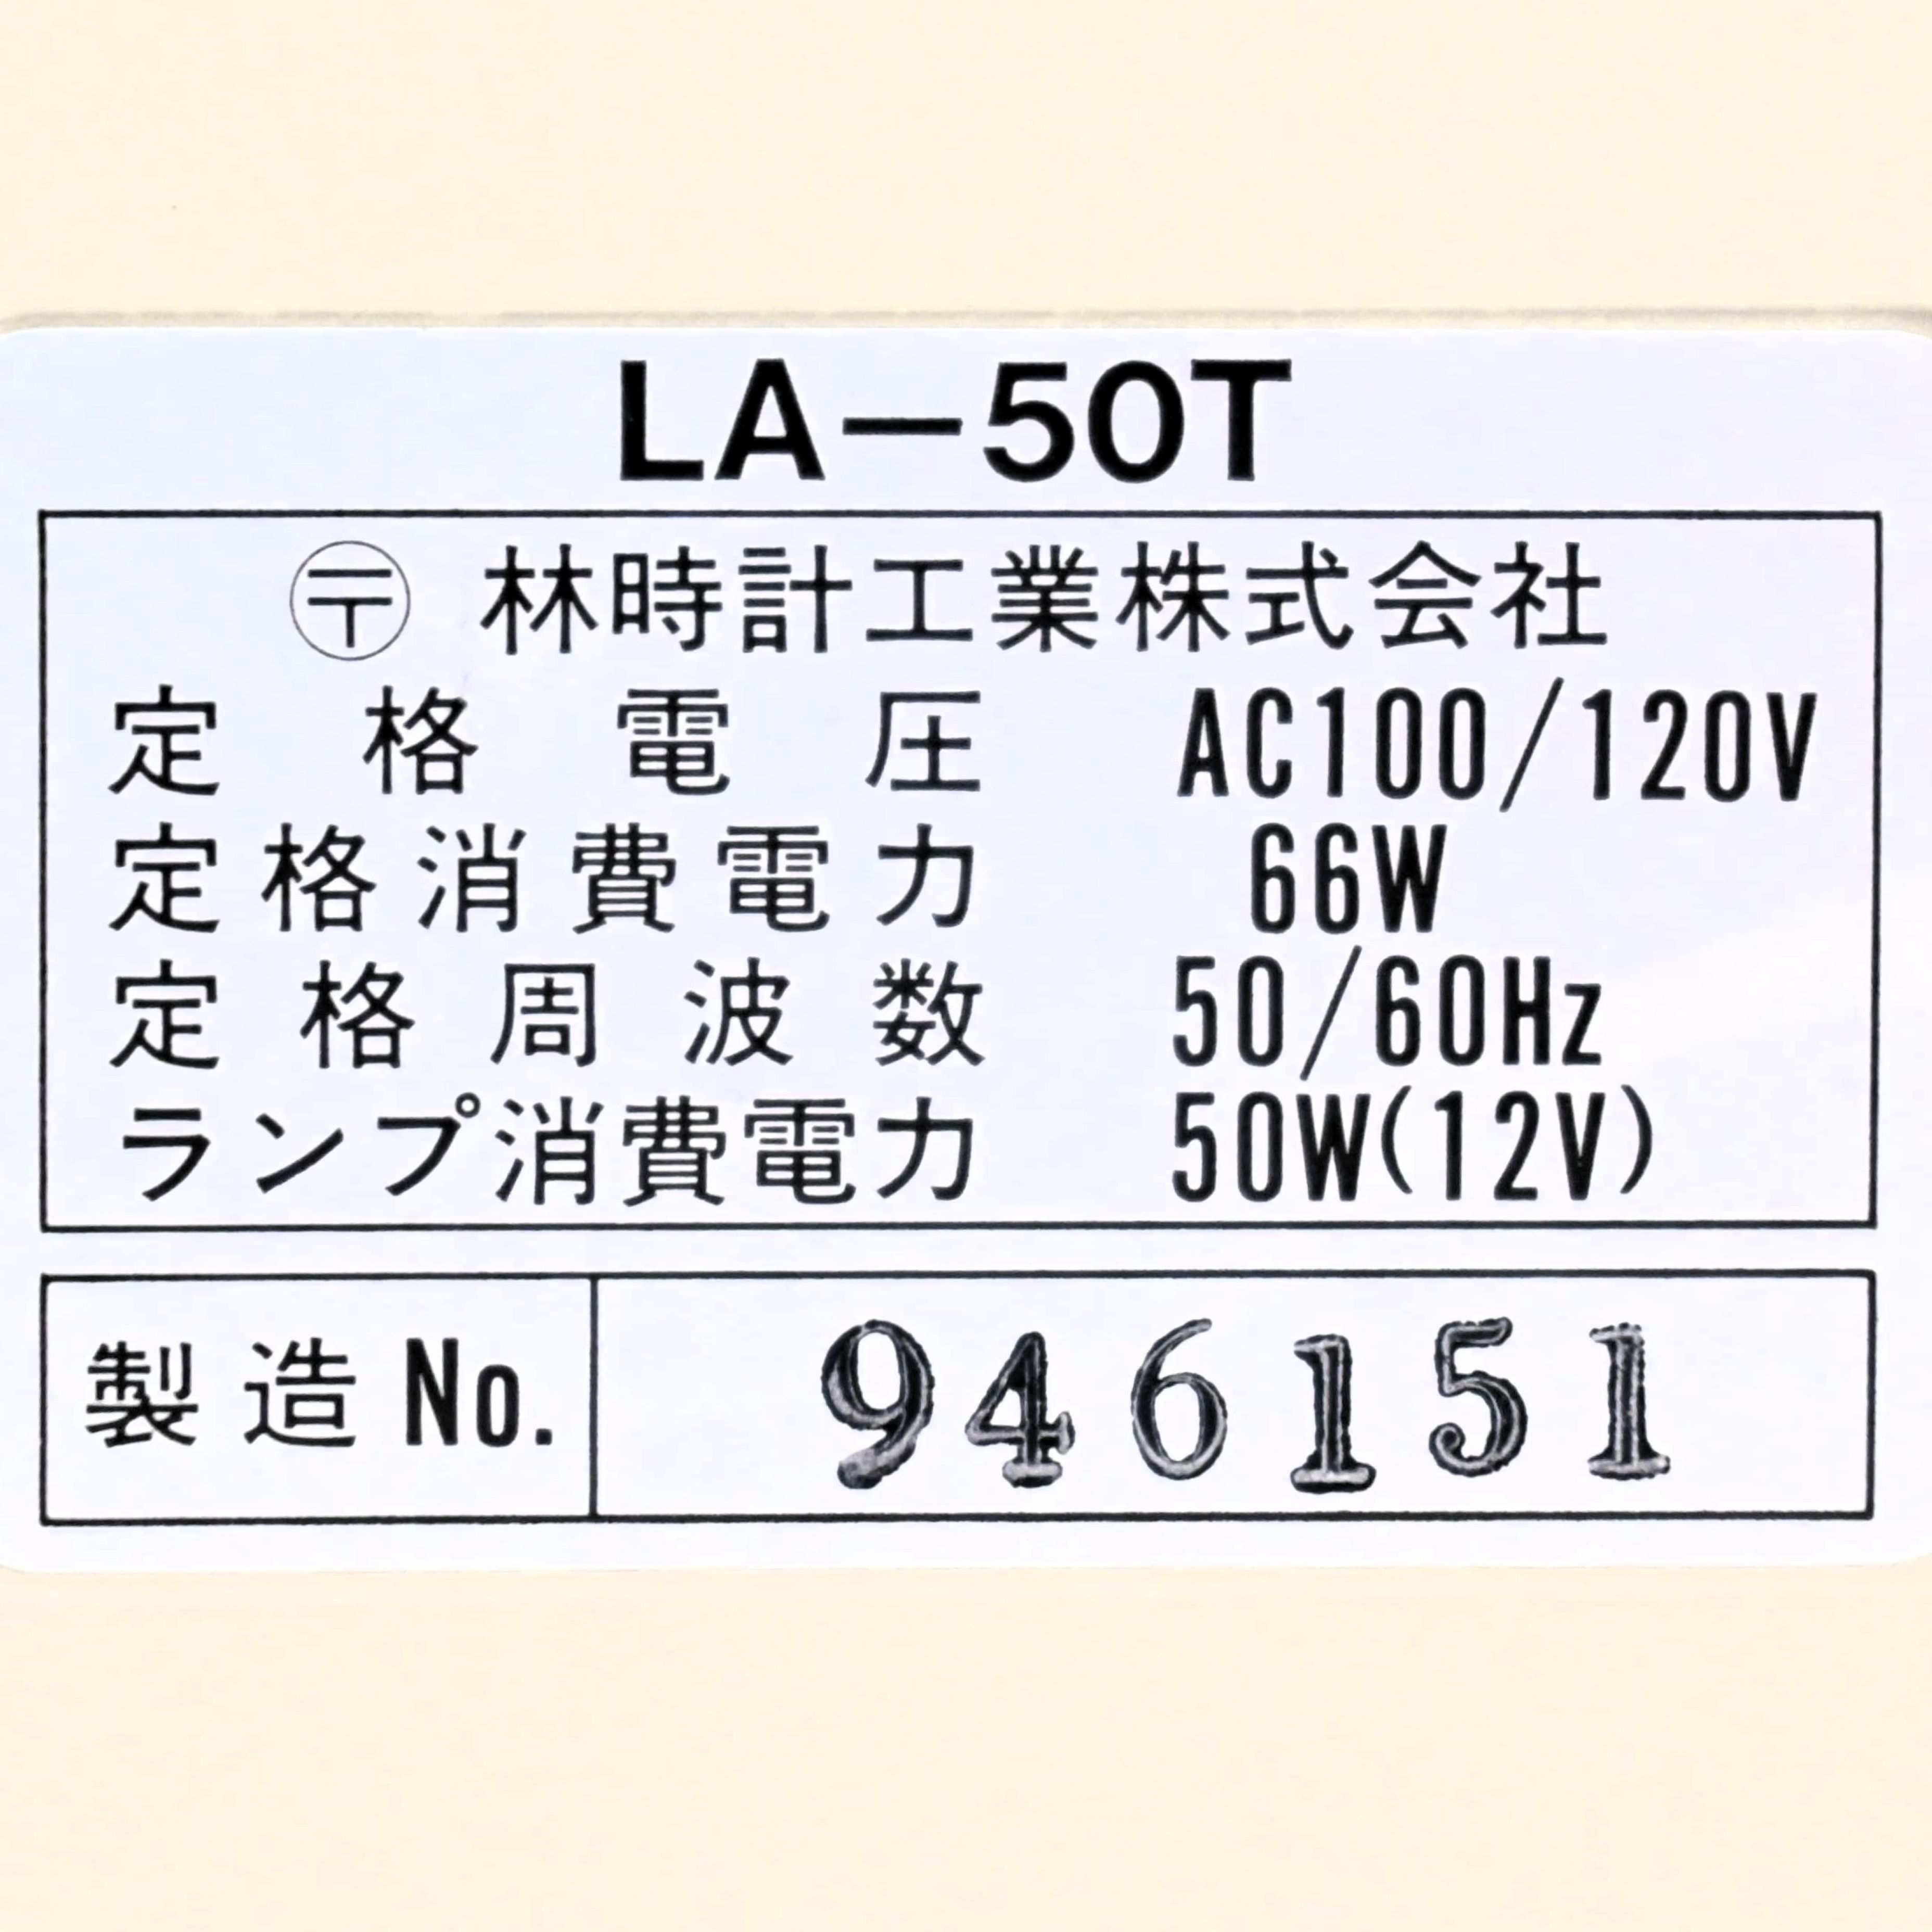 LA-50T
〶 林時計工業株式会社
定格電圧 AC100/120V
定格消費電力 66W
定格周波数 50/60Hz
ランプ消費電力 50W(12V)
製造No. 946151